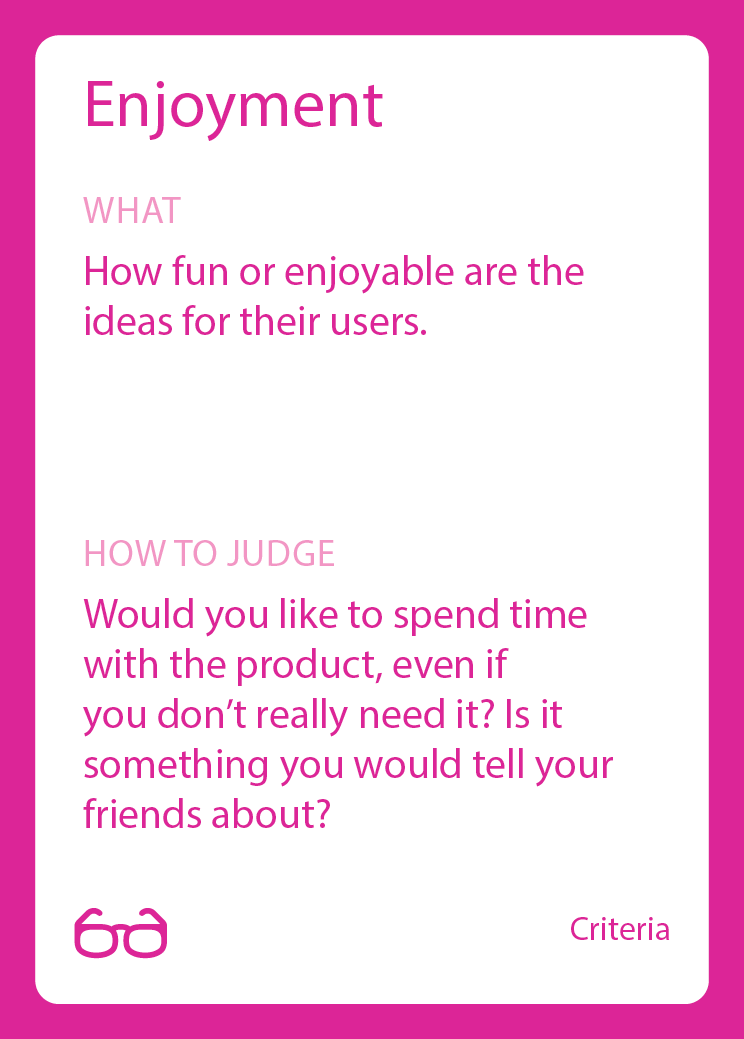 Enjoyment
WHAT
How fun or enjoyable are the
ideas for their users.
HOW TO JUDGE
Would you like to spend time
with the product, even if
you don’t really need it? Is it
something you would tell your
friends about?
Criteria